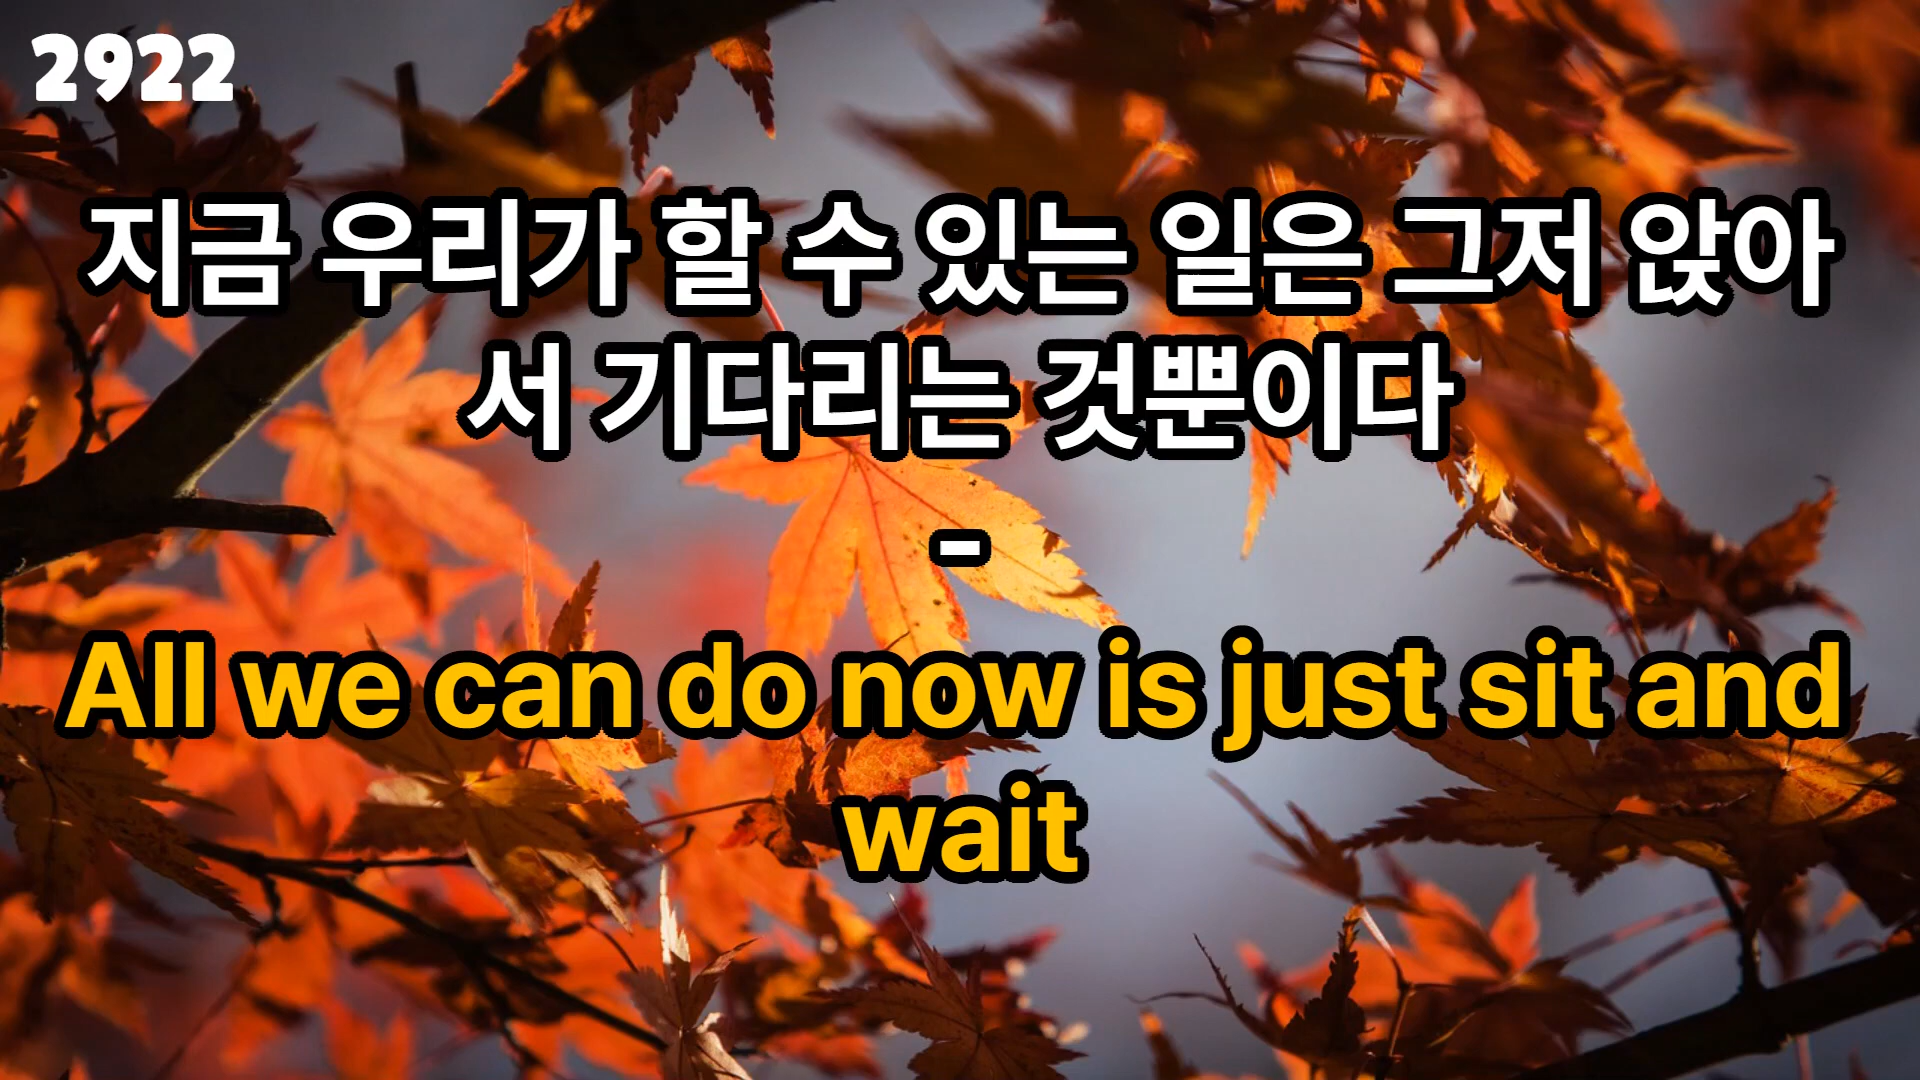 2922
지금 우리가 할 수 있는 일은 그저 앉아
서 기다리는 것뿐이다
-
All we can do now is just sit and
wait